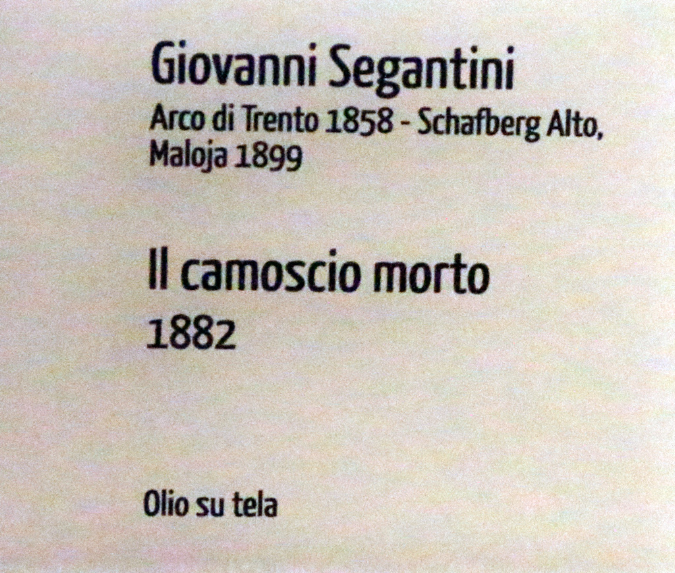 Giovanni Segantini
Arco di Trento 1858 - Schafberg Alto,
Maloja 1899
Il camoscio morto
1882
Olio su tela